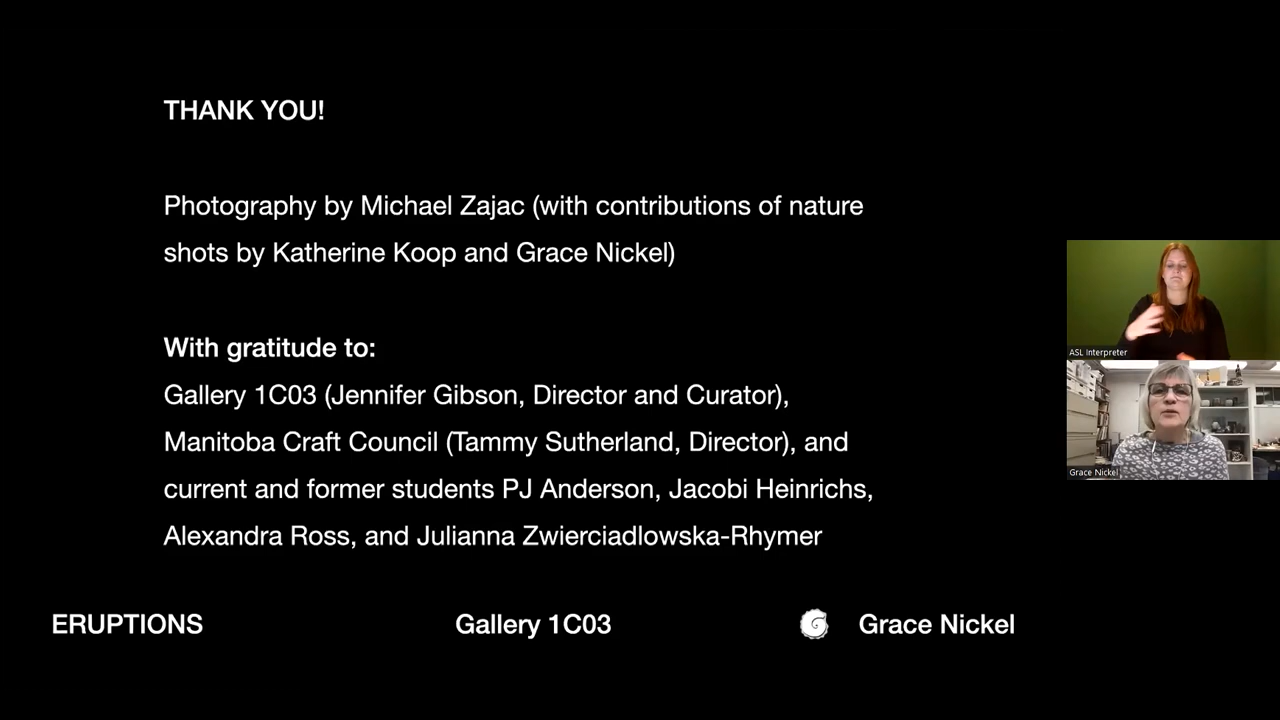 THANK YOU!
Photography by Michael Zajac (with contributions of nature
shots by Katherine Koop and Grace Nickel)
With gratitude to:
Gallery 1C03 (Jennifer Gibson, Director and Curator),
Manitoba Craft Council (Tammy Sutherland, Director), and
current and former students PJ Anderson, Jacobi Heinrichs,
Alexandra Ross, and Julianna Zwierciadlowska-Rhymer
ERUPTIONS
Gallery 1C03
Grace Nickel
ASL Interpreter
Grace Nickel